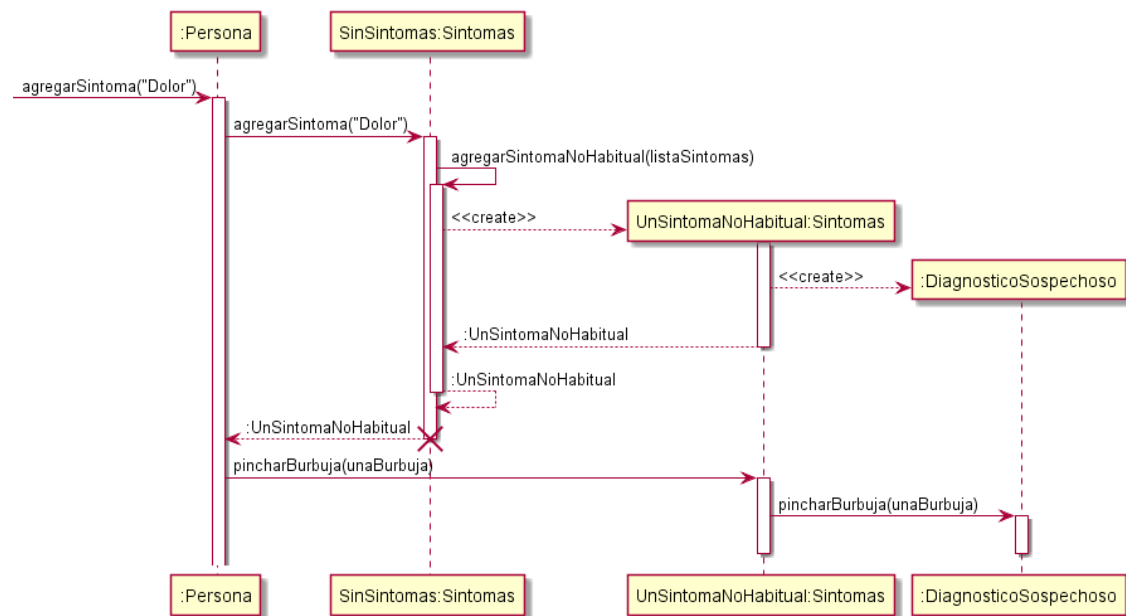 :Persona
SinSintomas:Sintomas
agregarSintoma("Dolor")
agregarSintoma("Dolor")
agregarSintomaNoHabitual(listaSintomas)
<<create>>
UnSintomaNoHabitual:Sintomas
<<create>>
:DiagnosticoSospechoso
:UnSintomaNoHabitual
:UnSintomaNoHabitual
:UnSintomaNoHabitual
pincharBurbuja(unaBurbuja)
pincharBurbuja(unaBurbuja)
:Persona
SinSintomas:Sintomas
UnSintomaNoHabitual:Sintomas
:DiagnosticoSospechoso